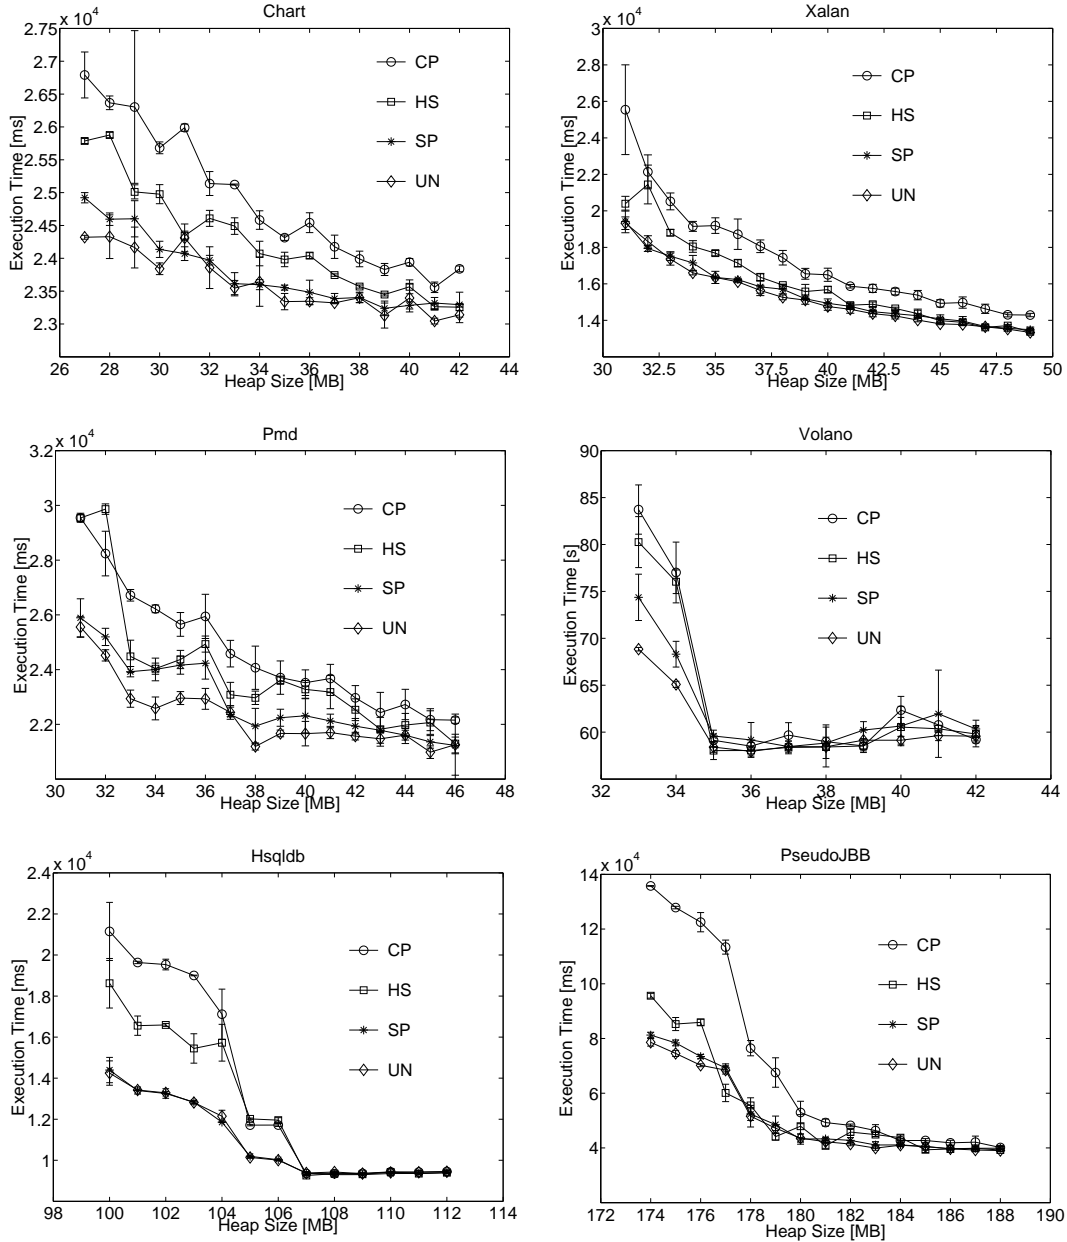 Chart
x 10⁴
2.75
2.7
2.65
2.6
2.55
2.5
2.45
2.4
2.35
2.3
Execution Time [ms]
CP
HS
SP
UN
26 28 30 32 34 36 38 40 42 44
Heap Size [MB]
Xalan
x 10⁴
3
2.8
2.6
2.4
2.2
2
1.8
1.6
1.4
Execution Time [ms]
CP
HS
SP
UN
30 32.5 35 37.5 40 42.5 45 47.5 50
Heap Size [MB]
Pmd
x 10⁴
3.2
3.0
2.8
2.6
2.4
2.2
Execution Time [ms]
CP
HS
SP
UN
30 32 34 36 38 40 42 44 46 48
Heap Size [MB]
Volano
90
85
80
75
70
65
60
Execution Time [s]
CP
HS
SP
UN
32 34 36 38 40 42 44
Heap Size [MB]
Hsqldb
x 10⁴
2.4
2.2
2.0
1.8
1.6
1.4
1.2
1.0
Execution Time [ms]
CP
HS
SP
UN
98 100 102 104 106 108 110 112 114
Heap Size [MB]
PseudoJBB
x 10⁴
14
12
10
8
6
4
Execution Time [ms]
CP
HS
SP
UN
172 174 176 178 180 182 184 186 188 190
Heap Size [MB]